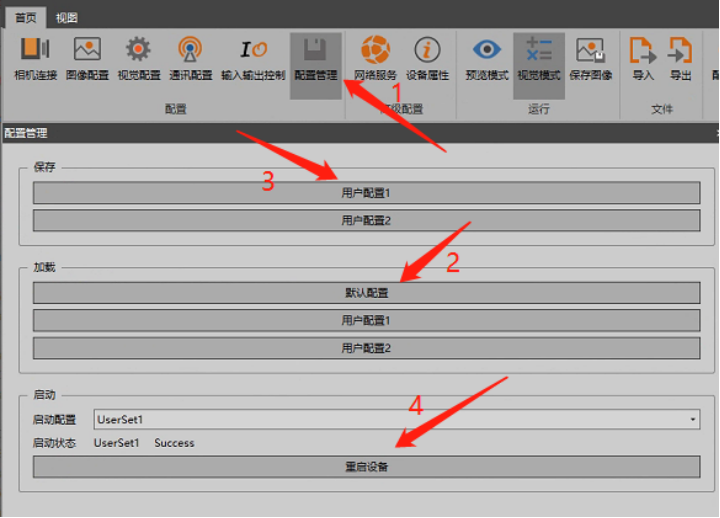 首页 视图
相机连接 图像配置 视觉配置 通讯配置 输入输出控制 配置管理 网络服务 设备属性 预览模式 视觉模式 保存图像 导入 导出
1
配置 级配置 运行 文件
配置管理
保存
3
用户配置1
用户配置2
2
加载
默认配置
用户配置1
用户配置2
启动
4
启动配置 UserSet1
启动状态 UserSet1 Success
重启设备